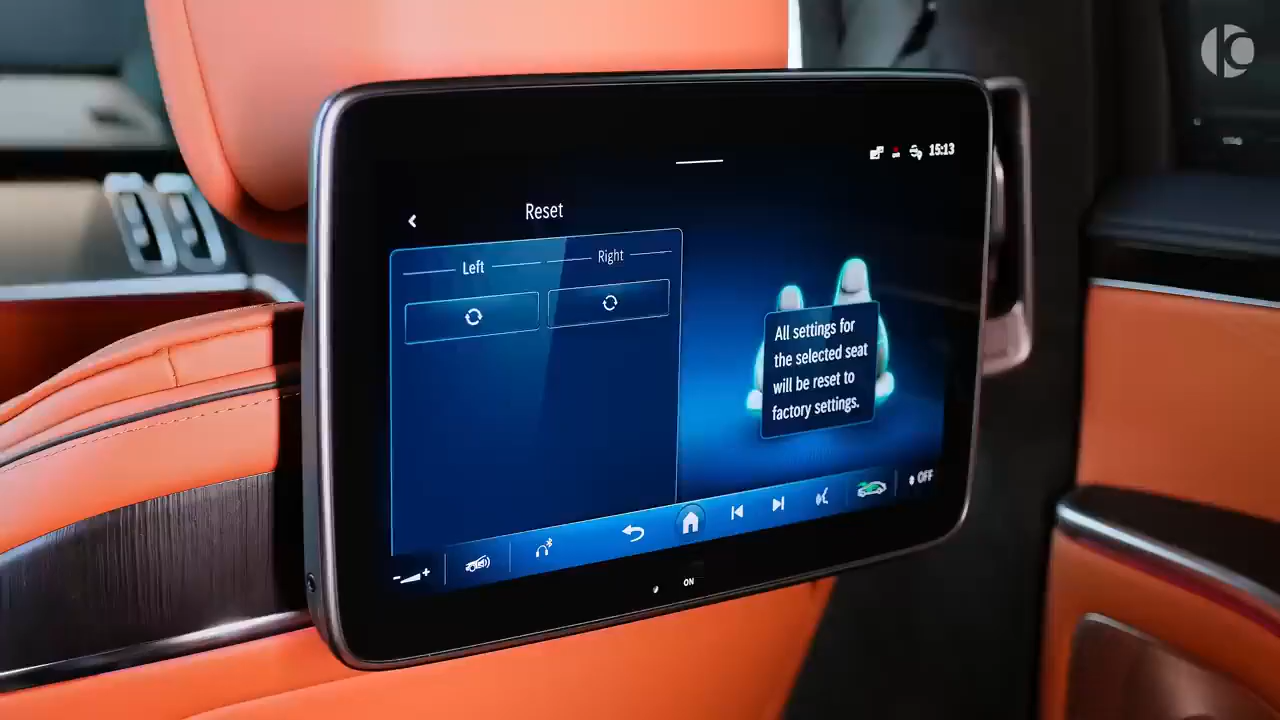 15:13
Reset
Left
Right
All settings for
the selected seat
will be reset to
factory settings.
OFF
ON